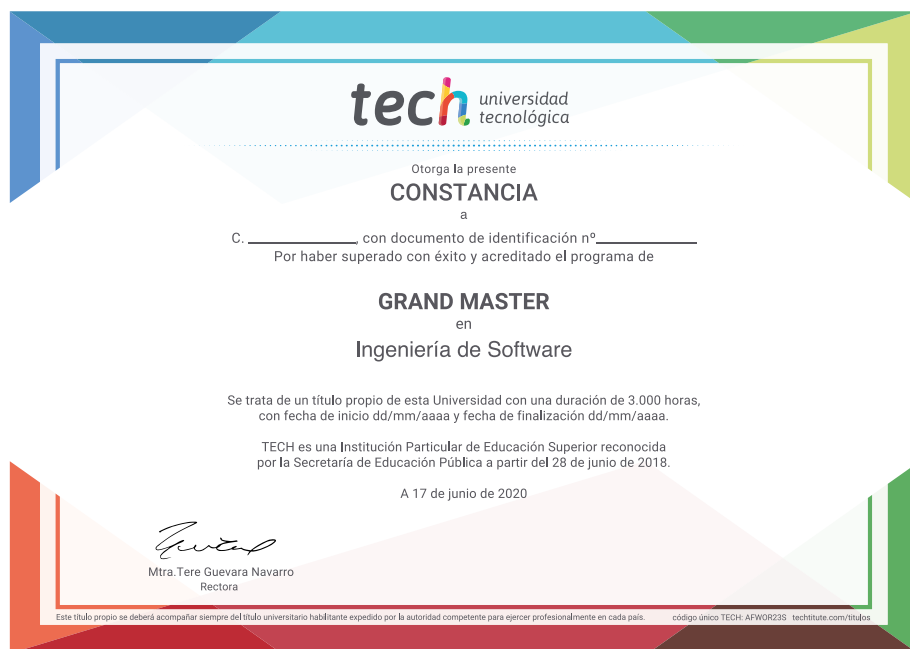 tech universidad
tecnológica
Otorga la presente
CONSTANCIA
a
C. ____________, con documento de identificación nº____________
Por haber superado con éxito y acreditado el programa de
GRAND MASTER
en
Ingeniería de Software
Se trata de un título propio de esta Universidad con una duración de 3.000 horas,
con fecha de inicio dd/mm/aaaa y fecha de finalización dd/mm/aaaa.
TECH es una Institución Particular de Educación Superior reconocida
por la Secretaría de Educación Pública a partir del 28 de junio de 2018.
A 17 de junio de 2020
Mtra.Tere Guevara Navarro
Rectora
Este título propio se deberá acompañar siempre del título universitario habilitante expedido por la autoridad competente para ejercer profesionalmente en cada país. código único TECH: AFWOR23S techtitute.com/titulos